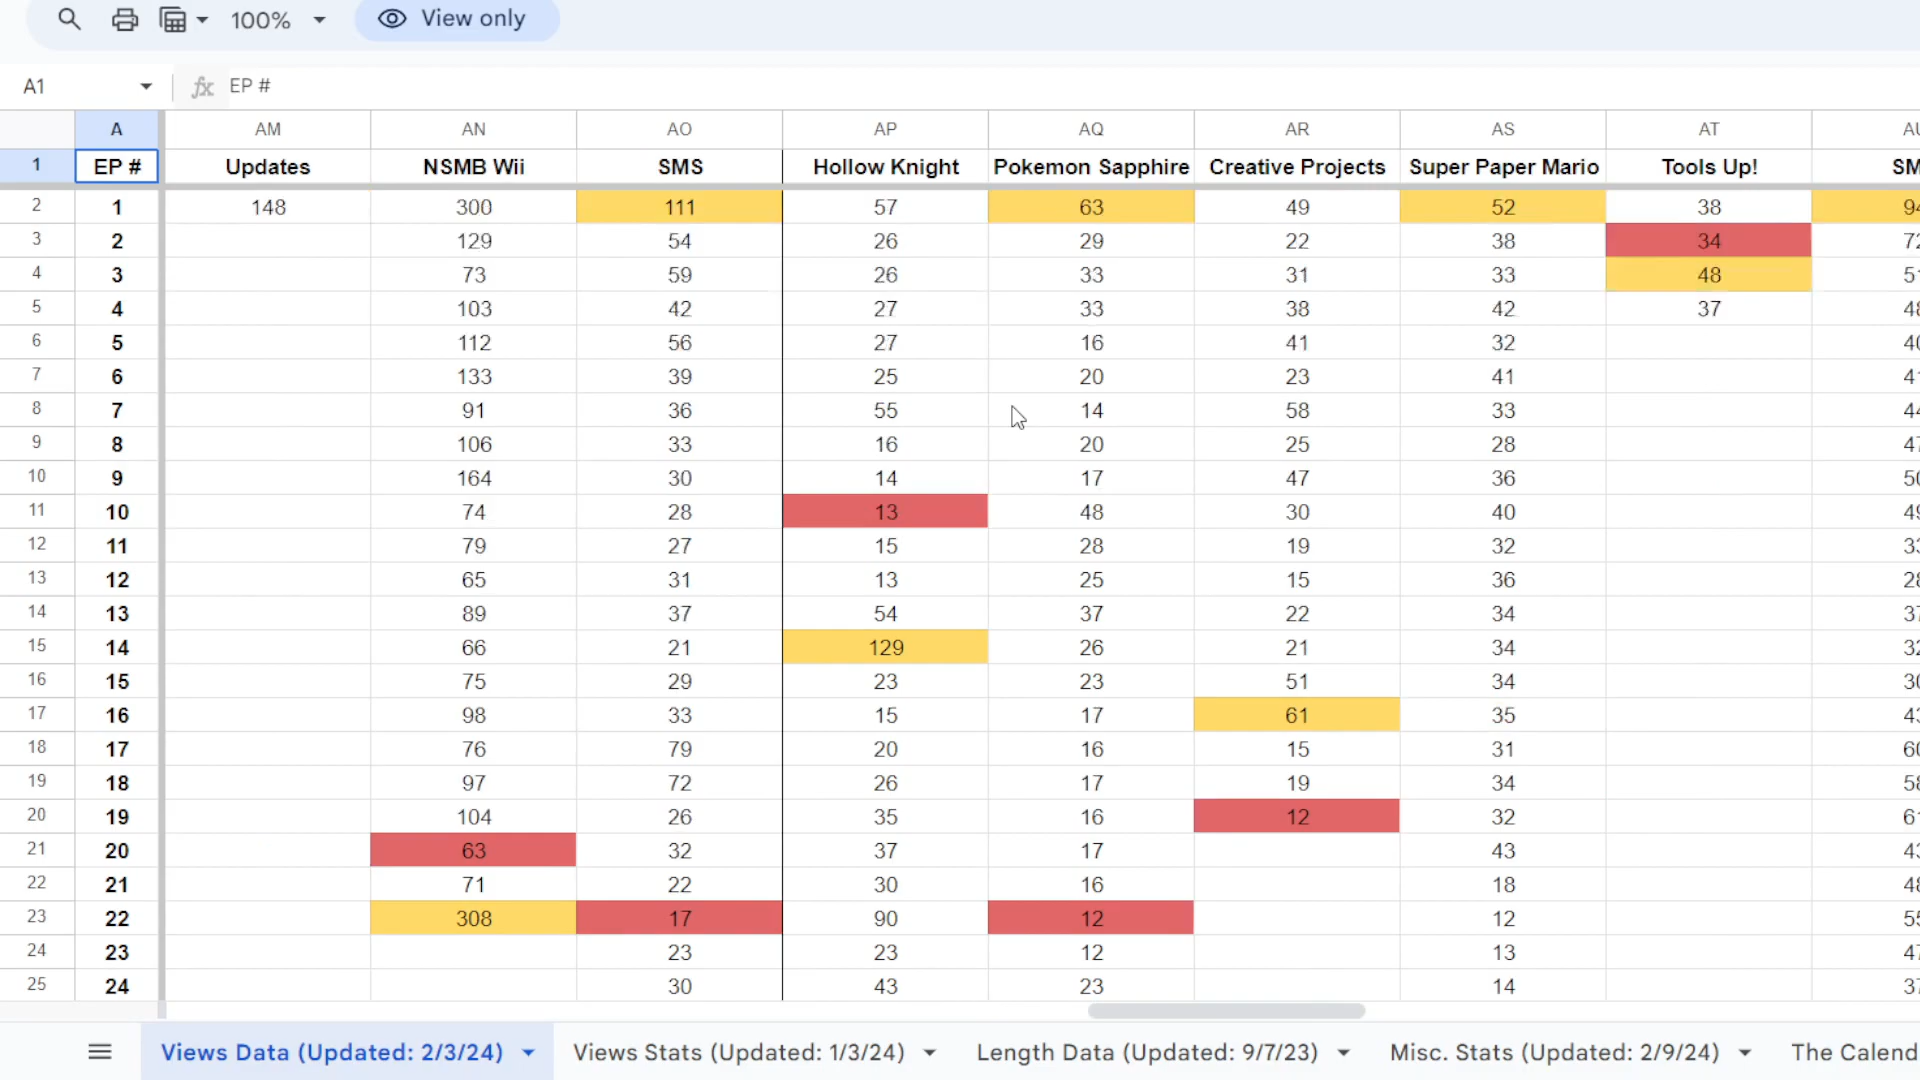 100% View only
A1 fx EP #
A AM AN AO AP AQ AR AS AT
1 EP # Updates NSMB Wii SMS Hollow Knight Pokemon Sapphire Creative Projects Super Paper Mario Tools Up!
2 1 148 300 111 57 63 49 52 38
3 2 129 54 26 29 22 38 34
4 3 73 59 26 33 31 33 48
5 4 103 42 27 33 38 42 37
6 5 112 56 27 16 41 32
7 6 133 39 25 20 23 41
8 7 91 36 55 14 58 33
9 8 106 33 16 20 25 28
10 9 164 30 14 17 47 36
11 10 74 28 13 48 30 40
12 11 79 27 15 28 19 32
13 12 65 31 13 25 15 36
14 13 89 37 54 37 22 34
15 14 66 21 129 26 21 34
16 15 75 29 23 23 51 34
17 16 98 33 15 17 61 35
18 17 76 79 20 16 15 31
19 18 97 72 26 17 19 34
20 19 104 26 35 16 12 32
21 20 63 32 37 17 43
22 21 71 22 30 16 18
23 22 308 17 90 12 12
24 23 23 23 12 13
25 24 30 43 23 14
Views Data (Updated: 2/3/24) Views Stats (Updated: 1/3/24) Length Data (Updated: 9/7/23) Misc. Stats (Updated: 2/9/24) The Calend